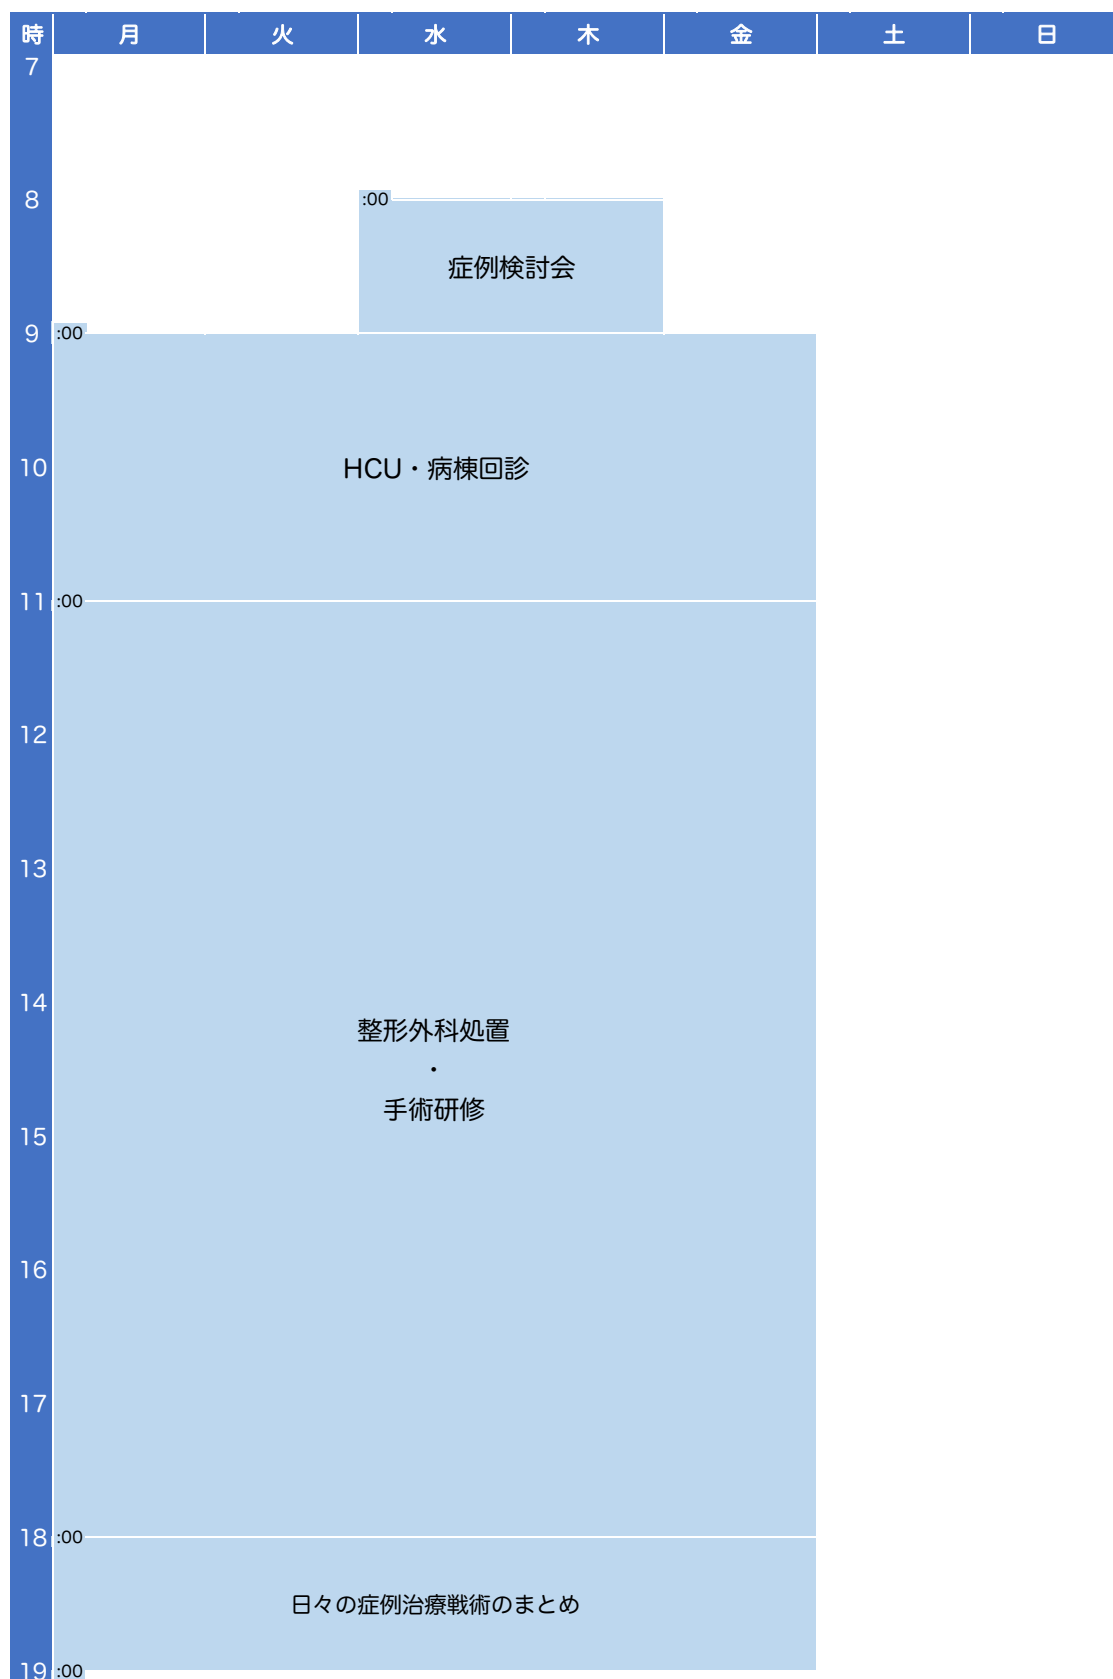 時 月 火 水 木 金 土 日
7
8 :00
症例検討会
9 :00
10 HCU・病棟回診
11 :00
12
13
14
整形外科処置
・
手術研修
15
16
17
18 :00
日々の症例治療戦術のまとめ
19 :00